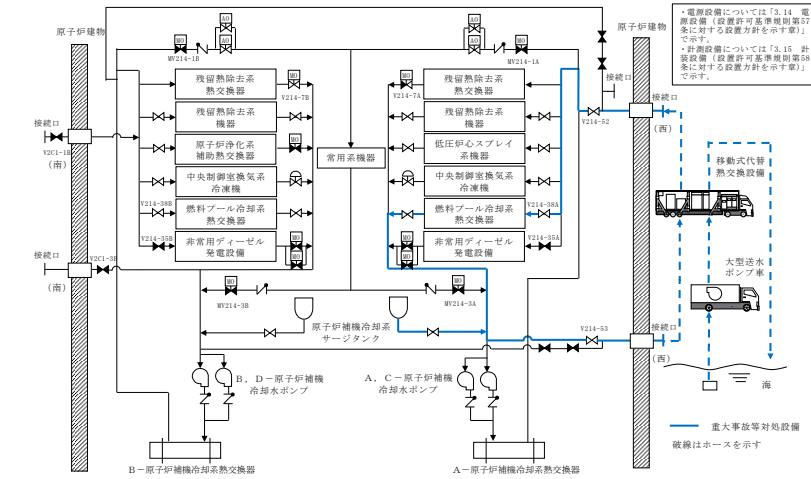 ・電源設備については「3.14 電
源設備(設置許可基準規則第57
条に対する設置方針を示す章)」
で示す。
・計測設備については「3.15 計
装設備(設置許可基準規則第58
条に対する設置方針を示す章)」
で示す。
原子炉建物
原子炉建物
AO
AO
MO
AO
AO
MO
MV214-1B
MV214-1A
接続口
残留熱除去系
熱交換器
MO
V214-7B
MO
V214-7A
残留熱除去系
熱交換器
接続口
(西)
V214-52
残留熱除去系
機器
残留熱除去系
機器
接続口
V2C1-1B
(南)
原子炉浄化系
補助熱交換器
MO
常用系機器
低圧炉心スプレイ
系機器
移動式代替
熱交換設備
中央制御室換気系
冷凍機
中央制御室換気系
冷凍機
V214-38B
燃料プール冷却系
熱交換器
燃料プール冷却系
熱交換器
V214-38A
V214-35B
非常用ディーゼル
発電設備
MO
MO
MO
MO
非常用ディーゼル
発電設備
V214-35A
接続口
V2C1-3B
(南)
大型送水
ポンプ車
MO
MV214-3B
MO
MV214-3A
原子炉補機冷却系
サージタンク
V214-53
接続口
(西)
海
B,D-原子炉補機
冷却水ポンプ
A,C-原子炉補機
冷却水ポンプ
重大事故等対処設備
破線はホースを示す
B-原子炉補機冷却系熱交換器
A-原子炉補機冷却系熱交換器